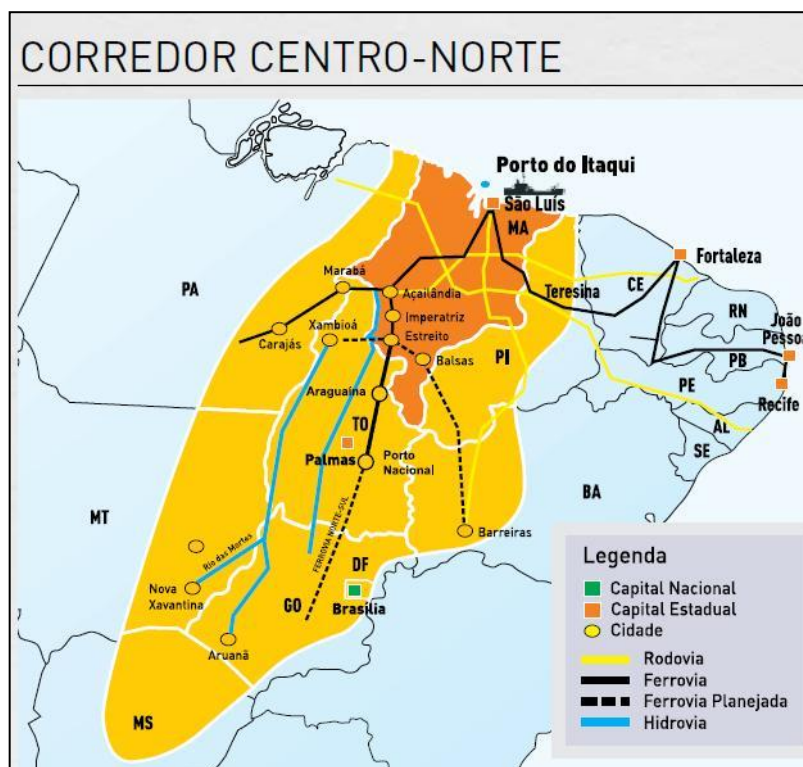 CORREDOR CENTRO-NORTE
Porto do Itaqui
São Luís
MA
Fortaleza
Marabá
PA
Açailândia
Teresina
CE
RN
Imperatriz
João
Pessoa
Xambioá
Carajás
Estreito
Balsas
PI
PB
PE
Recife
Araguaína
TO
AL
Palmas
Porto
Nacional
SE
BA
MT
FERROVIA NORTE-SUL
Barreiras
Rio das Mortes
DF
Nova
Xavantina
GO
Brasília
Aruanã
MS
Legenda
Capital Nacional
Capital Estadual
Cidade
Rodovia
Ferrovia
Ferrovia Planejada
Hidrovia